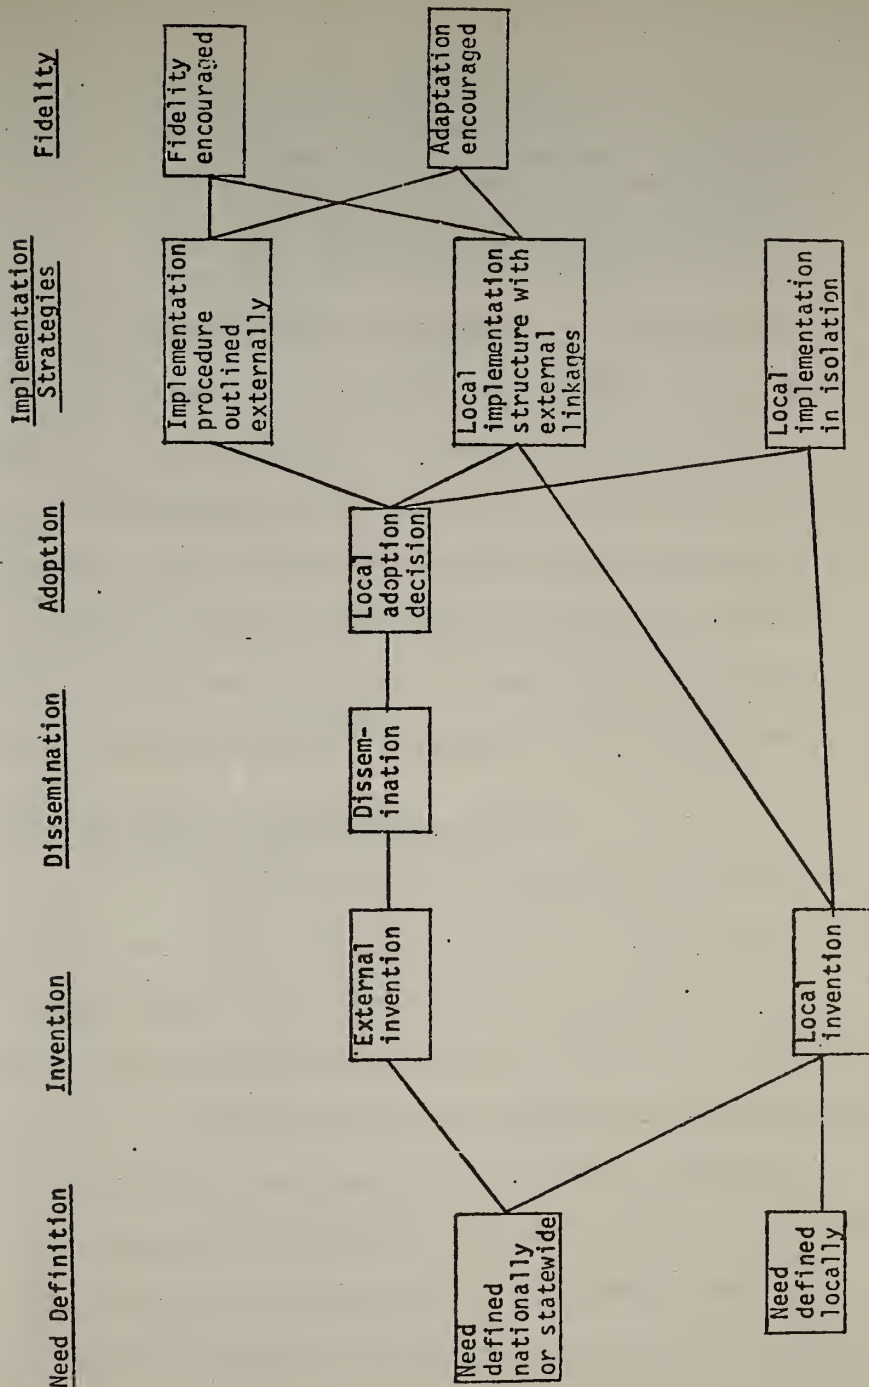 Need Definition
Invention
Dissemination
Adoption
Implementation
Strategies
Fidelity
Need
defined
nationally
or statewide
Need
defined
locally
External
invention
Local
invention
Dissem-
ination
Local
adoption
decision
Implementation
procedure
outlined
externally
Local
implementation
structure with
external
linkages
Local
implementation
in isolation
Fidelity
encouraged
Adaptation
encouraged